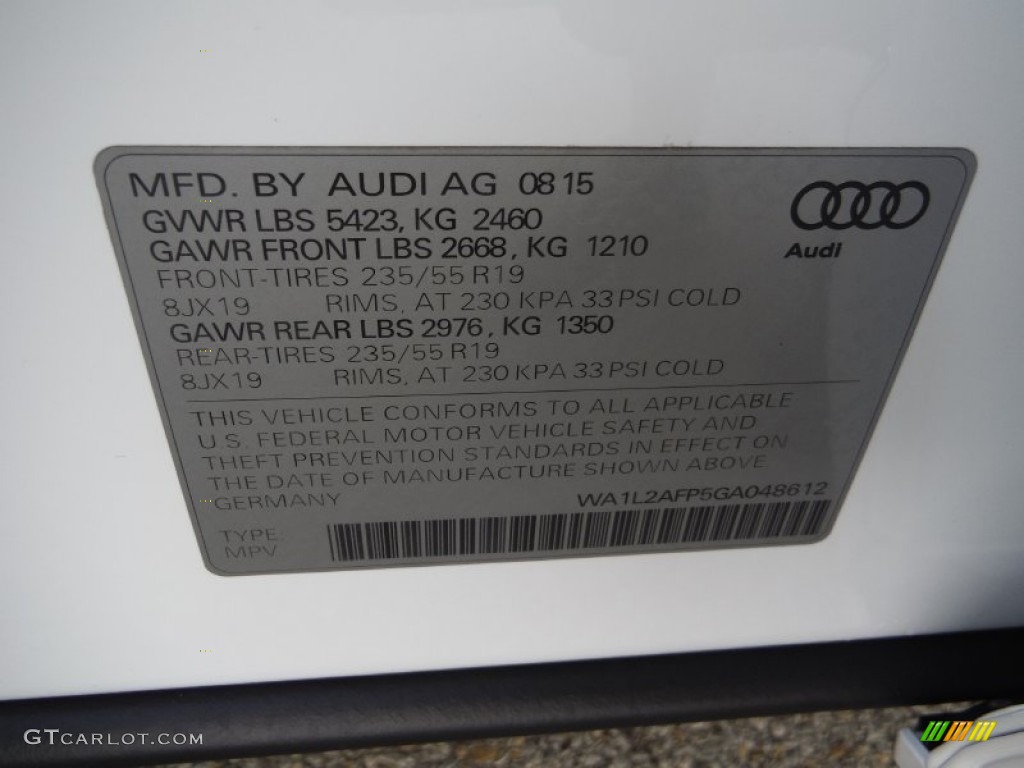 MFD. BY AUDI AG 08 15
GVWR LBS 5423, KG 2460
GAWR FRONT LBS 2668, KG 1210
FRONT-TIRES 235/55 R19
8JX19 RIMS, AT 230 KPA 33 PSI COLD
GAWR REAR LBS 2976, KG 1350
REAR-TIRES 235/55 R19
8JX19 RIMS, AT 230 KPA 33 PSI COLD
Audi
THIS VEHICLE CONFORMS TO ALL APPLICABLE
U.S. FEDERAL MOTOR VEHICLE SAFETY AND
THEFT PREVENTION STANDARDS IN EFFECT ON
THE DATE OF MANUFACTURE SHOWN ABOVE
GERMANY WA1L2AFP5GA048612
TYPE
MPV
GTCARLOT.COM